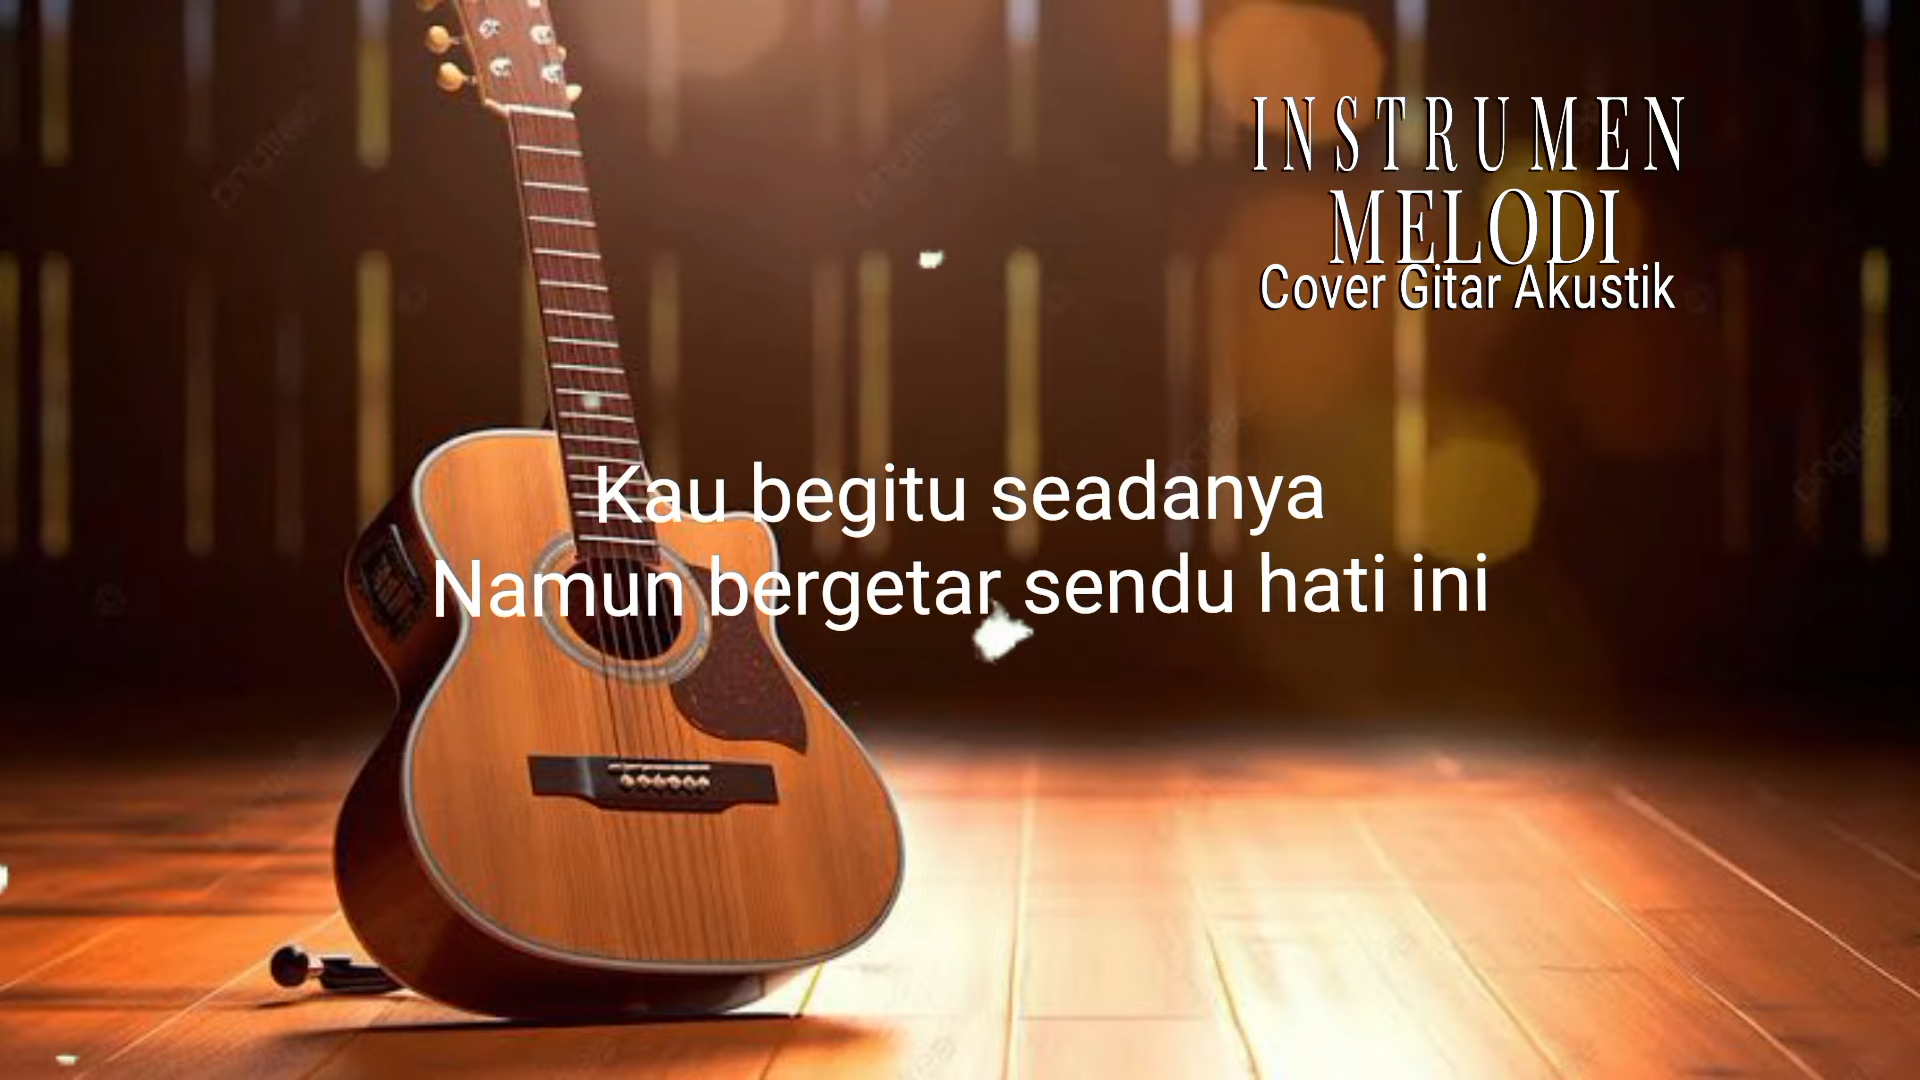 INSTRUMEN
MELODI
Cover Gitar Akustik
Kau begitu seadanya
Namun bergetar sendu hati ini